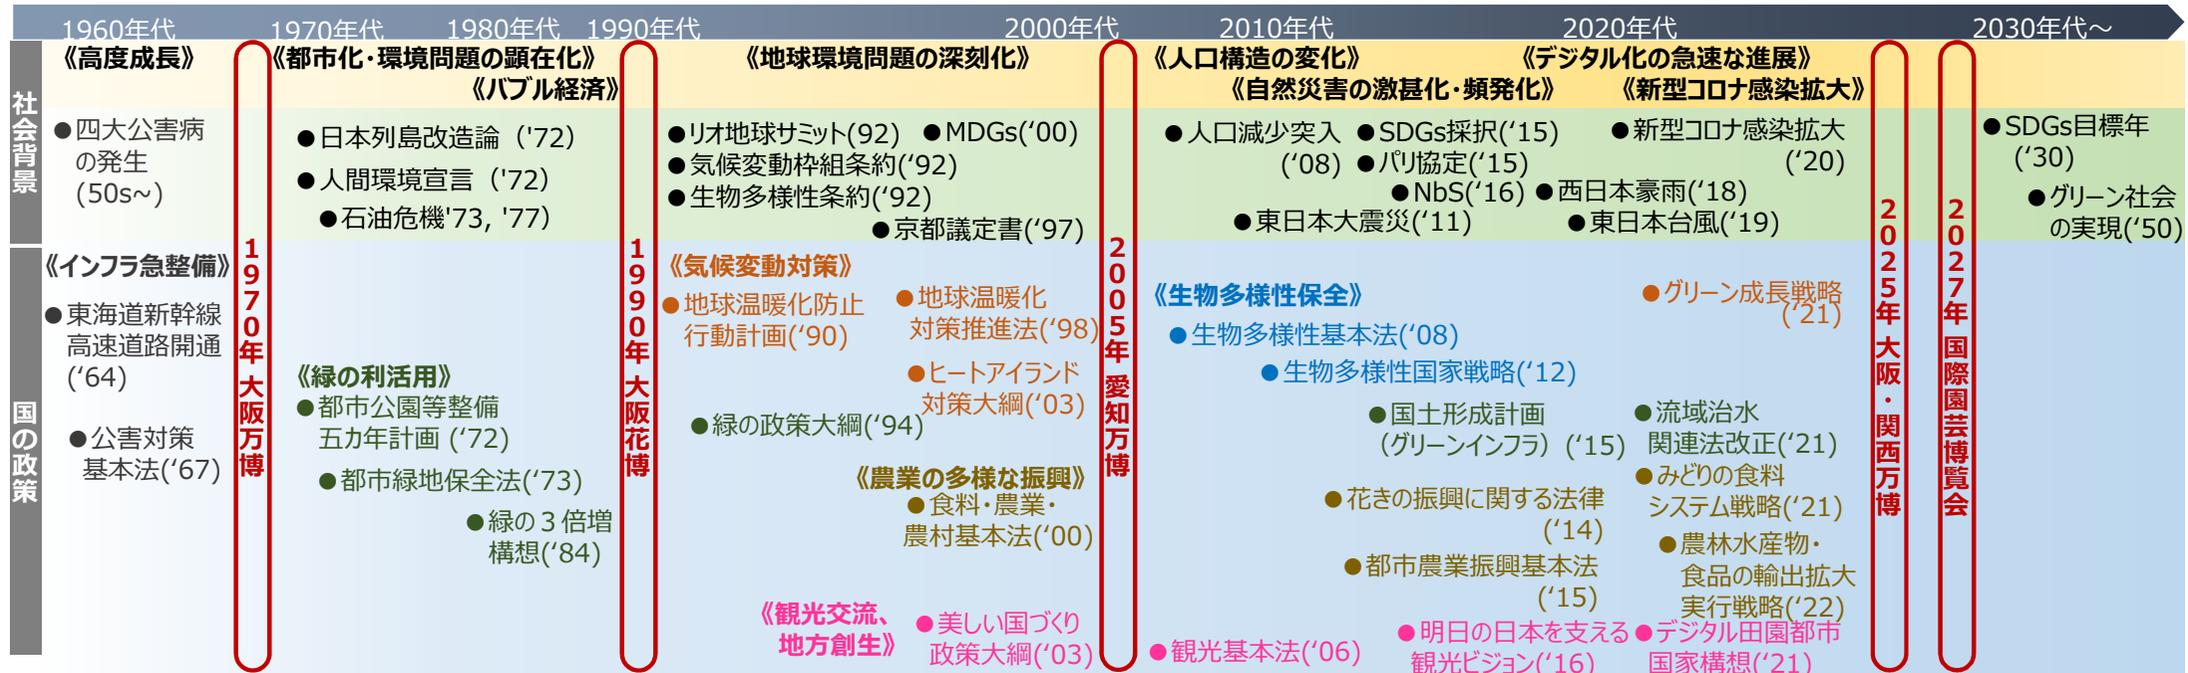 1960年代
1970年代
1980年代
1990年代
2000年代
2010年代
2020年代
2030年代～
社会背景
《高度成長》
《都市化･環境問題の顕在化》
《バブル経済》
《地球環境問題の深刻化》
《人口構造の変化》
《自然災害の激甚化･頻発化》
《デジタル化の急速な進展》
《新型コロナ感染拡大》
●四大公害病
の発生
(50s~)
●日本列島改造論（'72）
●人間環境宣言（'72）
●石油危機'73, '77）
●リオ地球サミット(92)
●MDGs(‘00)
●気候変動枠組条約(‘92)
●生物多様性条約(‘92)
●京都議定書(‘97)
●人口減少突入
(‘08)
●SDGs採択(‘15)
●パリ協定(‘15)
●NbS(‘16)
●西日本豪雨(‘18)
●東日本大震災(‘11)
●東日本台風(‘19)
●新型コロナ感染拡大
(‘20)
●SDGs目標年
(‘30)
●グリーン社会
の実現(‘50)
国の政策
《インフラ急整備》
●東海道新幹線
高速道路開通
(‘64)
●公害対策
基本法(‘67)
1970年 大阪万博
《緑の利活用》
●都市公園等整備
五カ年計画 (‘72)
●都市緑地保全法(‘73)
●緑の３倍増
構想(‘84)
1990年 大阪花博
《気候変動対策》
●地球温暖化防止
行動計画(‘90)
●地球温暖化
対策推進法(‘98)
●ヒートアイランド
対策大綱(‘03)
●緑の政策大綱(‘94)
《農業の多様な振興》
●食料・農業・
農村基本法(‘00)
《観光交流、
地方創生》
●美しい国づくり
政策大綱(‘03)
2005年 愛知万博
《生物多様性保全》
●生物多様性基本法(‘08)
●生物多様性国家戦略(‘12)
●国土形成計画
（グリーンインフラ）(‘15)
●花きの振興に関する法律
(‘14)
●都市農業振興基本法
(‘15)
●観光基本法(‘06)
●明日の日本を支える
観光ビジョン(‘16)
●グリーン成長戦略
(‘21)
●流域治水
関連法改正(‘21)
●みどりの食料
システム戦略(‘21)
●農林水産物・
食品の輸出拡大
実行戦略(‘22)
●デジタル田園都市
国家構想(‘21)
2025年 大阪・関西万博
2027年 国際園芸博覧会